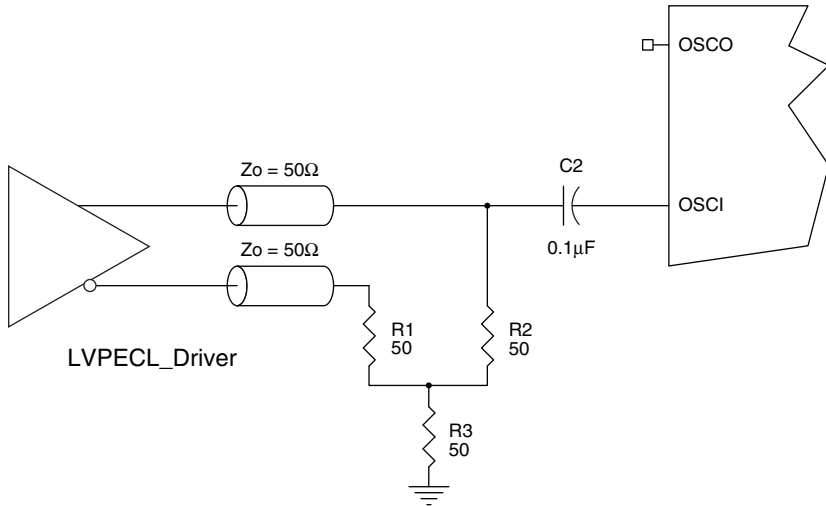 OSCO
Zo = 50Ω
C2
OSCI
0.1μF
Zo = 50Ω
R1
50
R2
50
LVPECL_Driver
R3
50